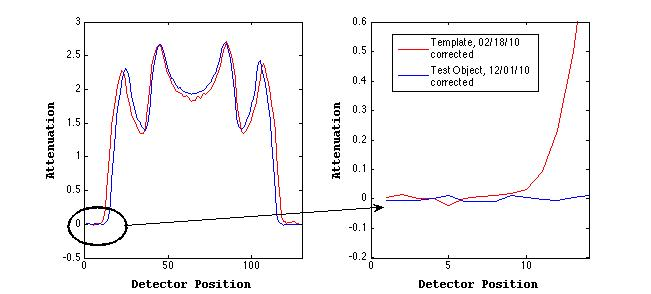 3
2.5
2
1.5
1
0.5
0
-0.5
0
50
100
Attenuation
Detector Position
0.6
0.5
0.4
0.3
0.2
0.1
0
-0.1
-0.2
0
5
10
Attenuation
Detector Position
Template, 02/18/10
corrected
Test Object, 12/01/10
corrected